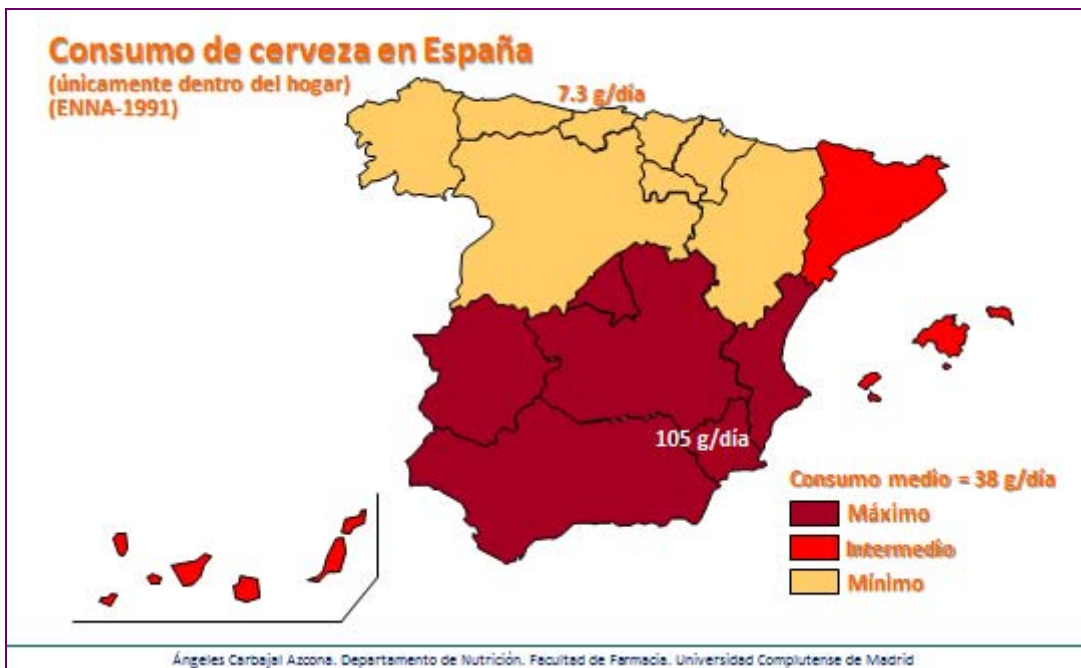 Consumo de cerveza en España
(únicamente dentro del hogar)
(ENNA-1991)
7.3 g/día
105 g/día
Consumo medio = 38 g/día
Máximo
Intermedio
Mínimo
Ángeles Carbajal Azcona. Departamento de Nutrición. Facultad de Farmacia. Universidad Complutense de Madrid